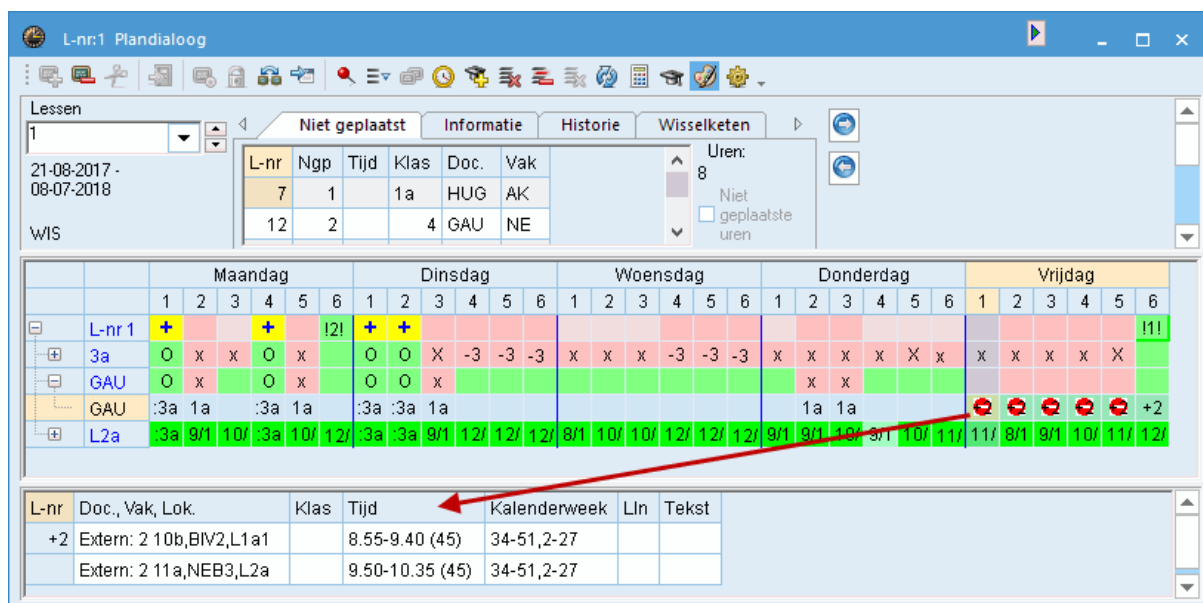 L-nr:1 Plandialoog
Lessen
1
21-08-2017 -
08-07-2018
WIS
Niet geplaatst Informatie Historie Wisselketen
L-nr Ngp Tijd Klas Doc. Vak
7 1 1a HUG AK
12 2 4 GAU NE
Uren:
8
Niet
geplaatste
uren
Maandag Dinsdag Woensdag Donderdag Vrijdag
1 2 3 4 5 6 1 2 3 4 5 6 1 2 3 4 5 6 1 2 3 4 5 6 1 2 3 4 5 6
L-nr 1 + + !2! + + !1!
3a O x x O x O O X -3 -3 -3 x x x -3 -3 -3 x x x x X x x x x x X
GAU O x O x O O x x x
GAU :3a 1a :3a 1a :3a :3a 1a 1a 1a -2 -2 -2 -2 -2 +2
L2a :3a 9/1 10/ :3a 10/ 12/ :3a :3a 9/1 12/ 12/ 12/ 8/1 10/ 10/ 12/ 12/ 12/ 9/1 9/1 10/ 9/1 10/ 11/ 11/ 8/1 9/1 10/ 11/ 12/
L-nr Doc., Vak, Lok. Klas Tijd Kalenderweek Lln Tekst
+2 Extern: 2 10b,BIV2,L1a1 8.55-9.40 (45) 34-51,2-27
Extern: 2 11a,NEB3,L2a 9.50-10.35 (45) 34-51,2-27